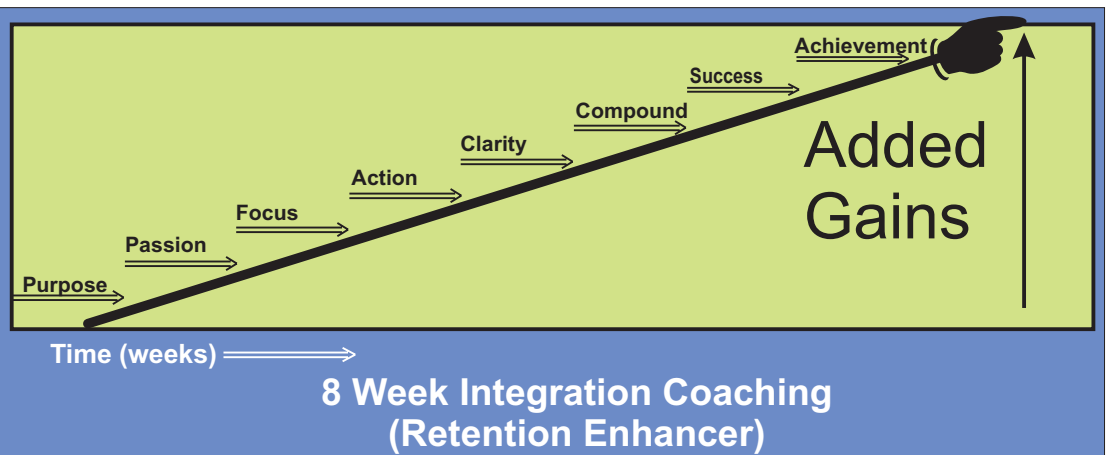 Achievement
Success
Compound
Clarity
Action
Focus
Passion
Purpose
Added
Gains
Time (weeks)
8 Week Integration Coaching
(Retention Enhancer)